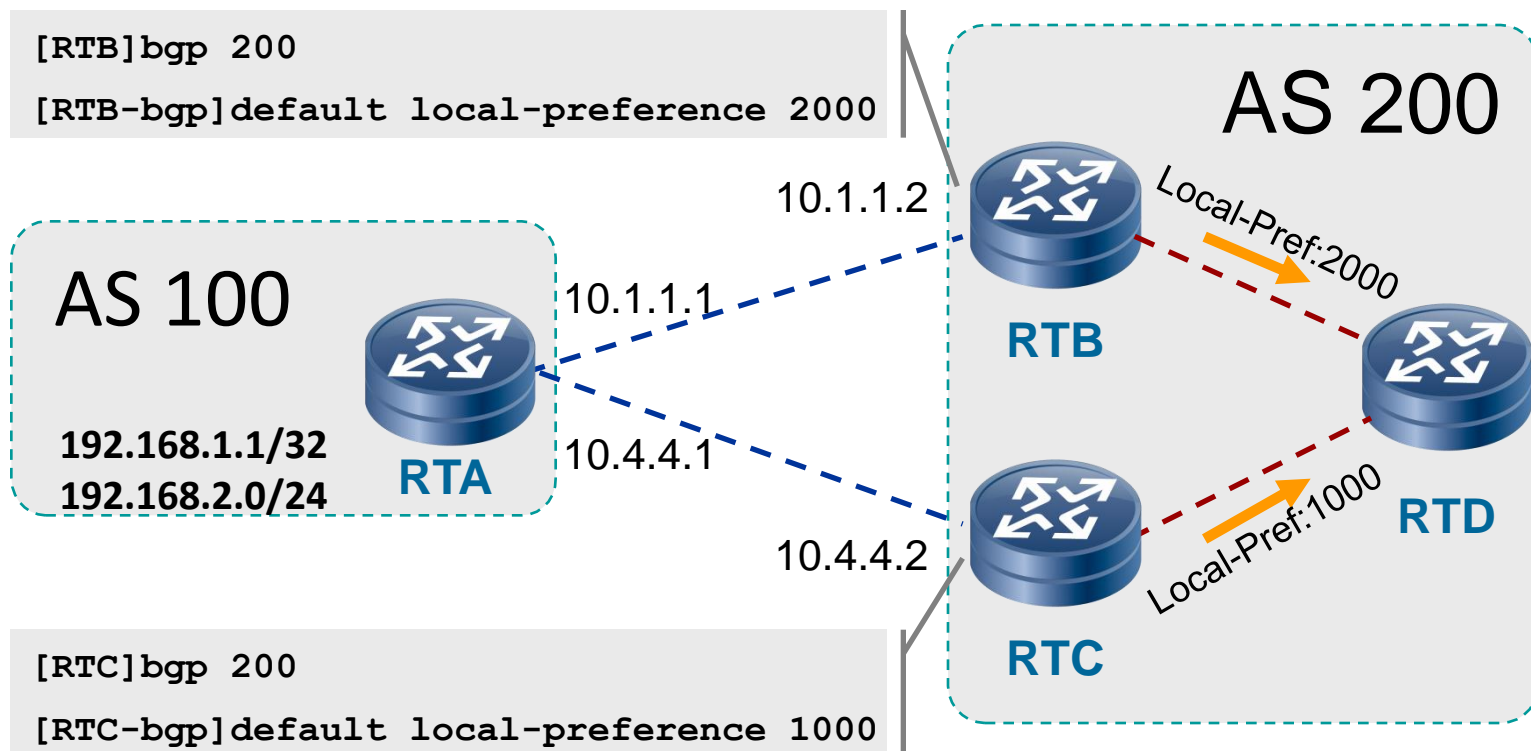 [RTB]bgp 200
[RTB-bgp]default local-preference 2000
AS 200
10.1.1.2
Local-Pref:2000
AS 100
10.1.1.1
RTB
192.168.1.1/32
192.168.2.0/24
RTA
10.4.4.1
RTD
Local-Pref:1000
10.4.4.2
RTC
[RTC]bgp 200
[RTC-bgp]default local-preference 1000